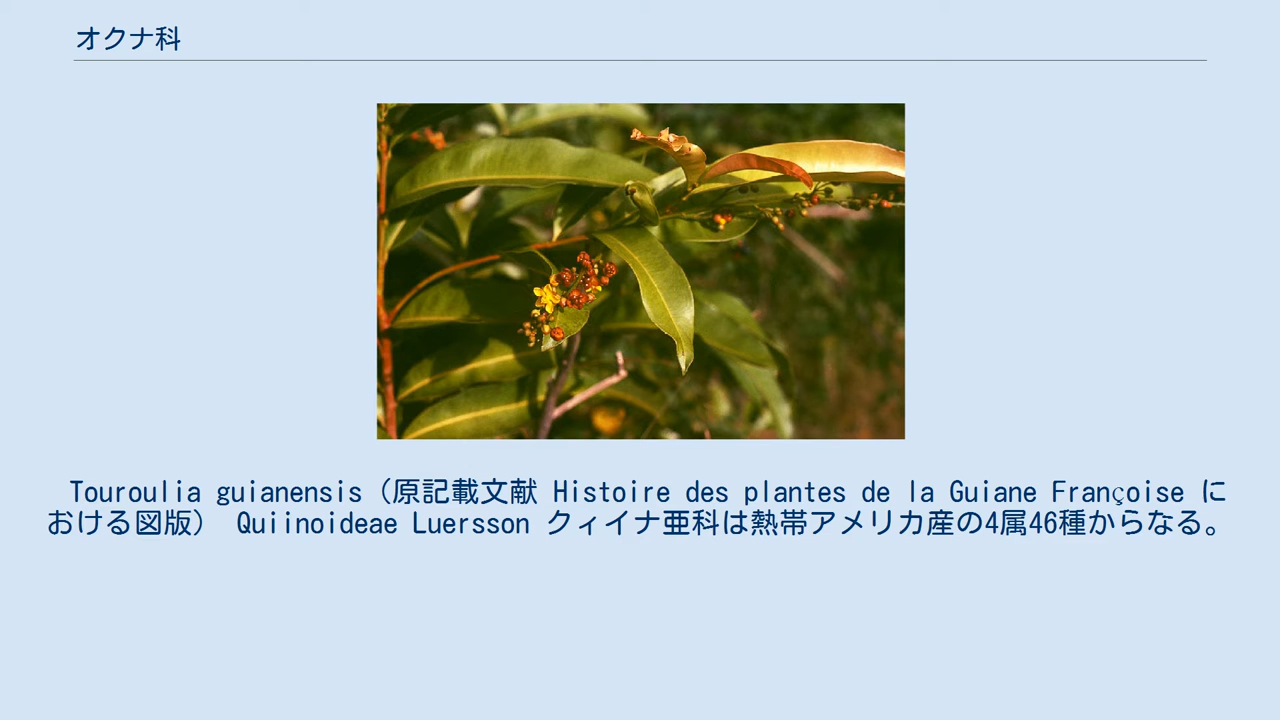 オクナ科
Touroulia guianensis（原記載文献 Histoire des plantes de la Guiane Françoise に
おける図版） Quiinoideae Luersson クィイナ亜科は熱帯アメリカ産の4属46種からなる。